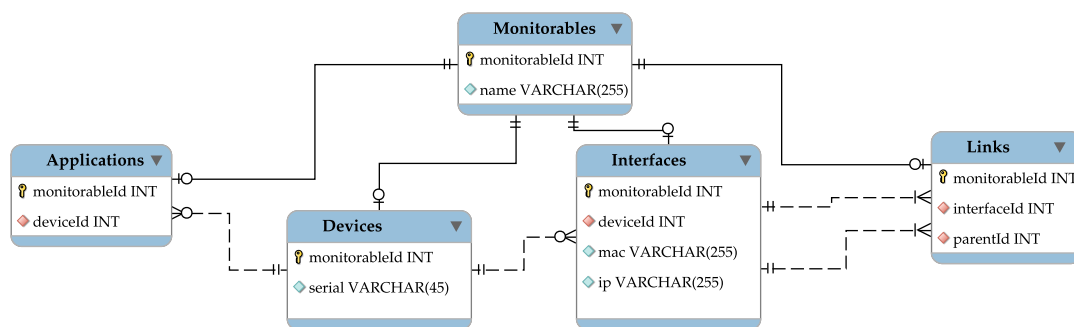 Monitorables
monitorableId INT
name VARCHAR(255)
Applications
monitorableId INT
deviceId INT
Devices
monitorableId INT
serial VARCHAR(45)
Interfaces
monitorableId INT
deviceId INT
mac VARCHAR(255)
ip VARCHAR(255)
Links
monitorableId INT
interfaceId INT
parentId INT